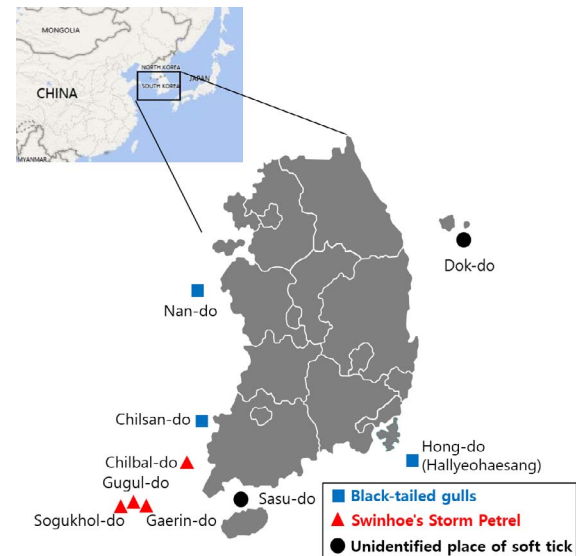 MONGOLIA
NORTH KOREA
CHINA
SOUTH KOREA
JAPAN
MYANMAR
Dok-do
Nan-do
Chilsan-do
Chilbal-do
Gugul-do
Hong-do
(Hallyeohaesang)
Sogukhol-do
Gaerin-do
Sasu-do
Black-tailed gulls
Swinhoe's Storm Petrel
Unidentified place of soft tick